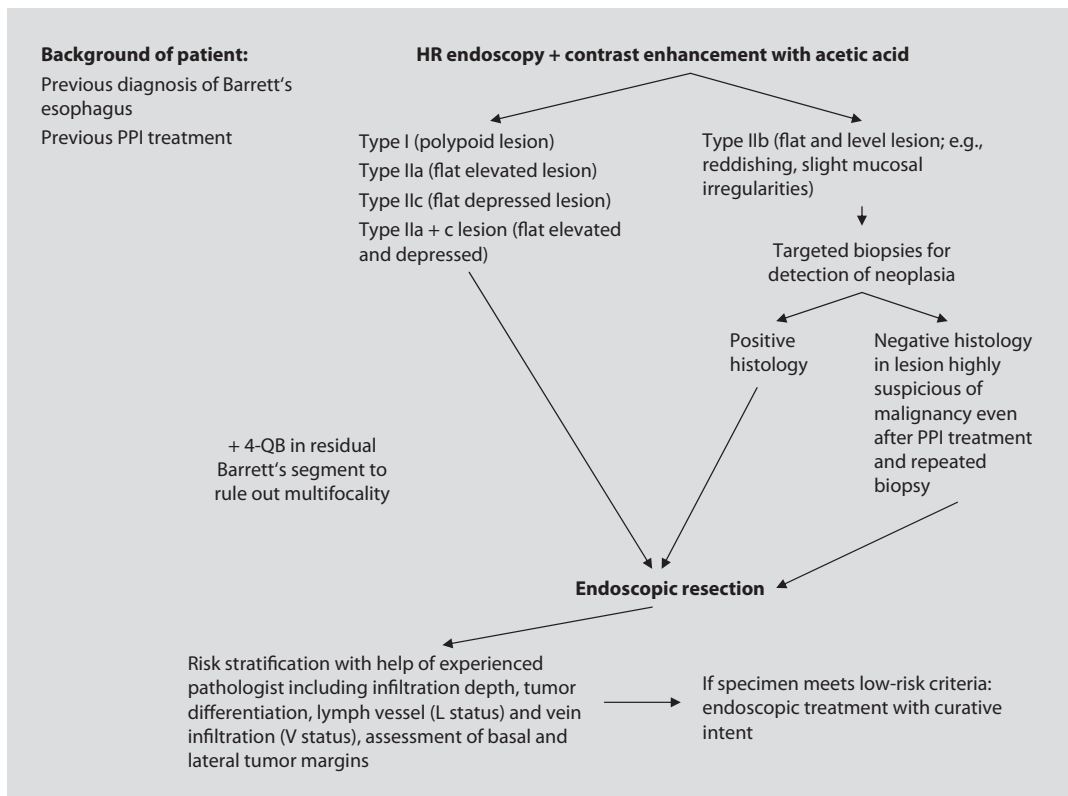 Background of patient:
Previous diagnosis of Barrett‘s
esophagus
Previous PPI treatment
HR endoscopy + contrast enhancement with acetic acid
Type I (polypoid lesion)
Type IIa (flat elevated lesion)
Type IIc (flat depressed lesion)
Type IIa + c lesion (flat elevated
and depressed)
Type IIb (flat and level lesion; e.g.,
reddishing, slight mucosal
irregularities)
Targeted biopsies for
detection of neoplasia
Positive
histology
Negative histology
in lesion highly
suspicious of
malignancy even
after PPI treatment
and repeated
biopsy
+ 4-QB in residual
Barrett‘s segment to
rule out multifocality
Endoscopic resection
Risk stratification with help of experienced
pathologist including infiltration depth, tumor
differentiation, lymph vessel (L status) and vein
infiltration (V status), assessment of basal and
lateral tumor margins
If specimen meets low-risk criteria:
endoscopic treatment with curative
intent